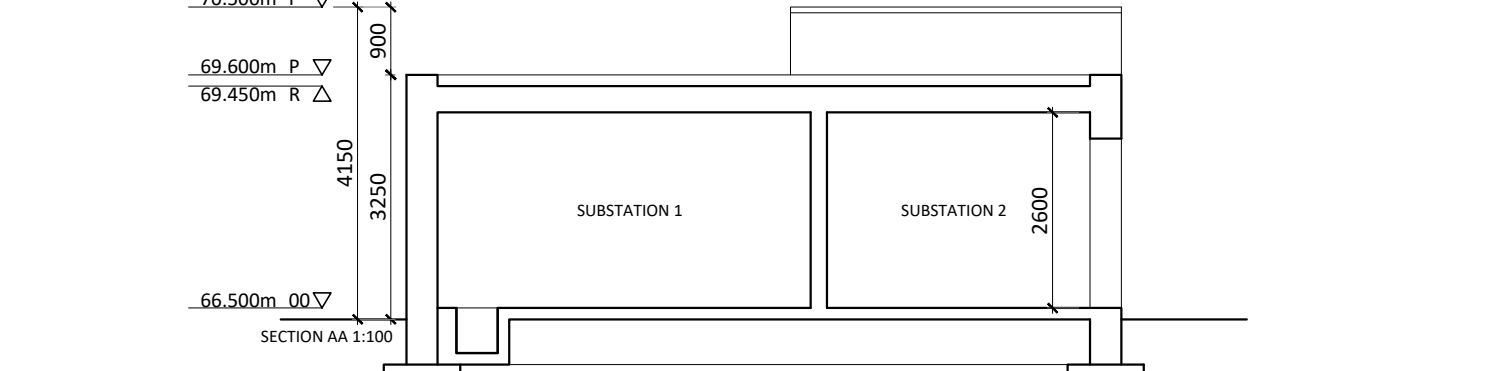 900
69.600m P
69.450m R
4150
3250
SUBSTATION 1
SUBSTATION 2
2600
66.500m 00
SECTION AA 1:100